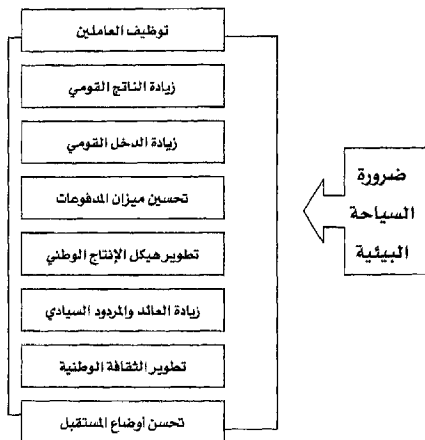 ضرورة
السياحة
البيئية
توظيف العاملين
زيادة الناتج القومي
زيادة الدخل القومي
تحسين ميزان المدفوعات
تطوير هيكل الإنتاج الوطني
زيادة العائد والمردود السيادي
تطوير الثقافة الوطنية
تحسن أوضاع المستقبل